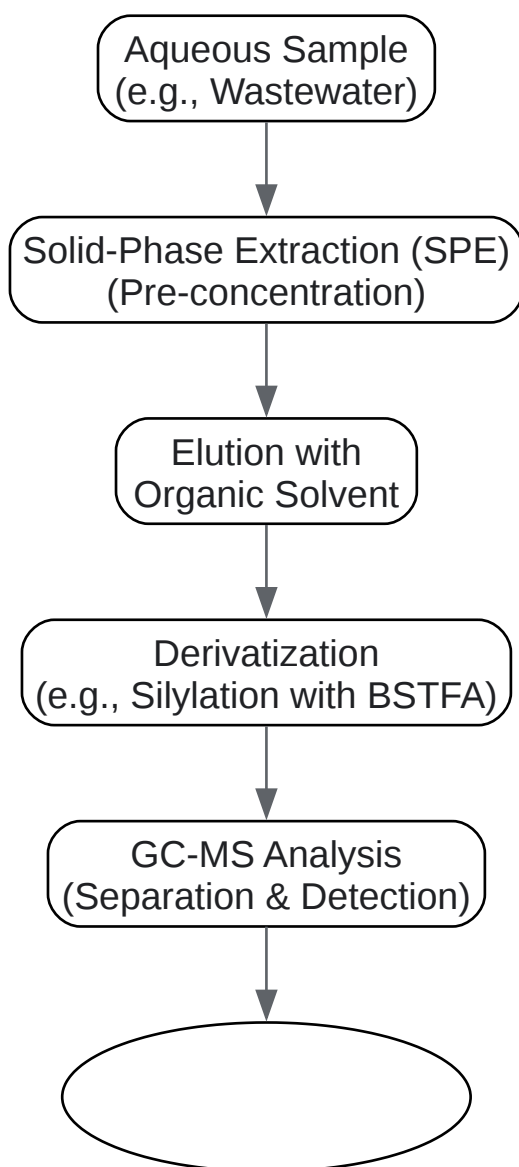 Aqueous Sample
(e.g., Wastewater)
Solid-Phase Extraction (SPE)
(Pre-concentration)
Elution with
Organic Solvent
Derivatization
(e.g., Silylation with BSTFA)
GC-MS Analysis
(Separation & Detection)